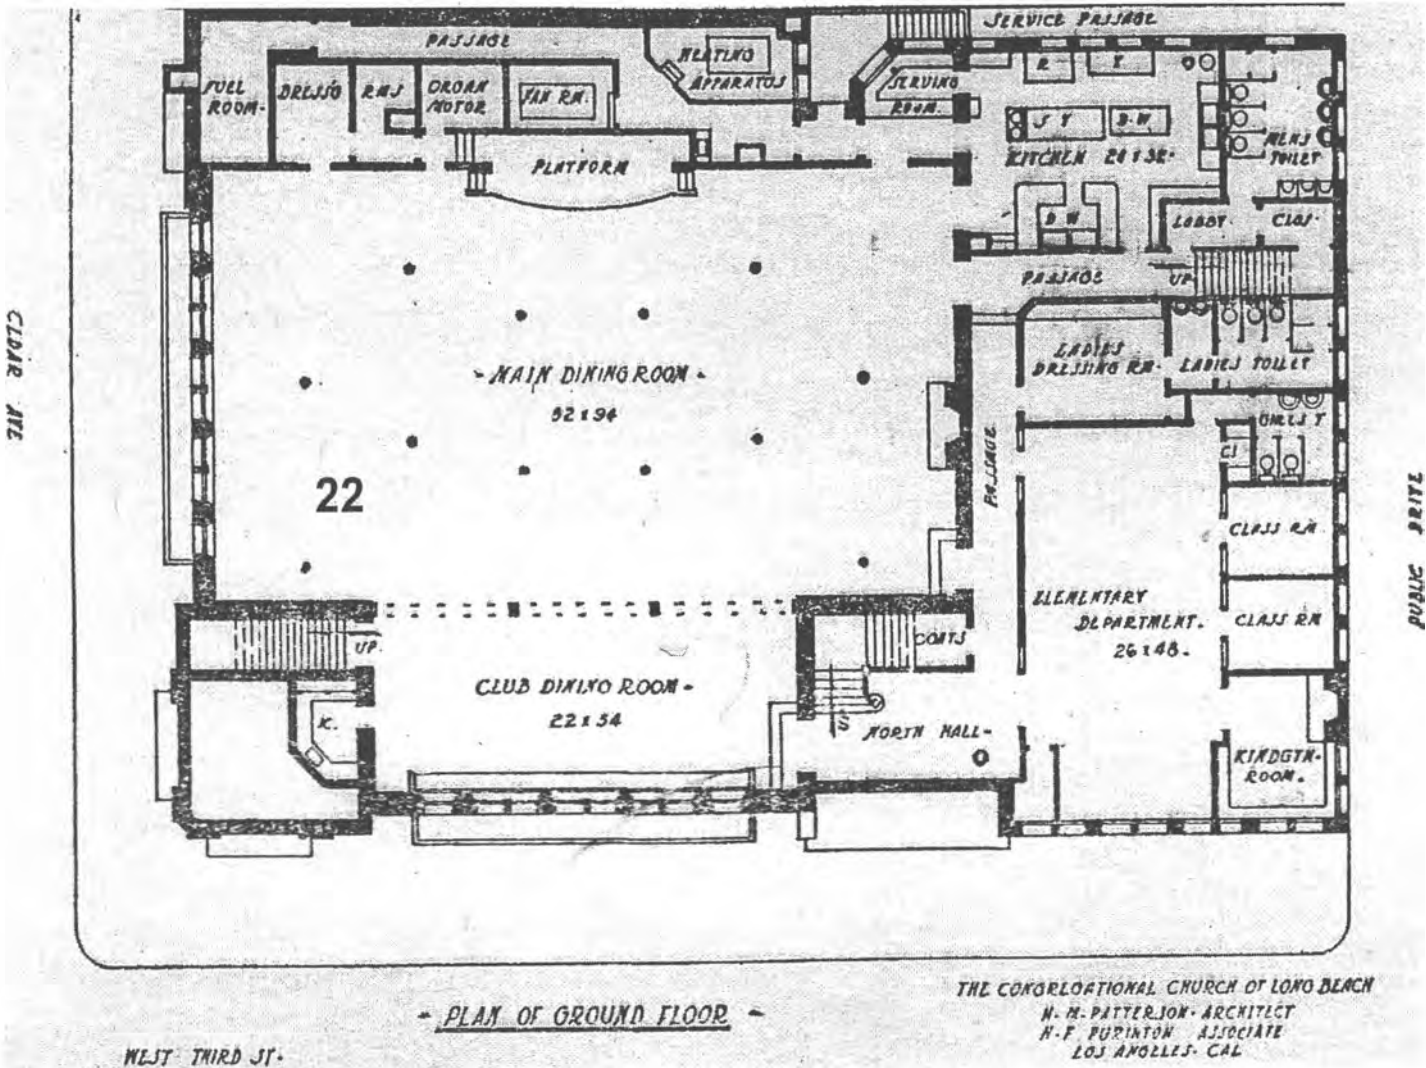 SERVICE PASSAGE
PASSAGE
HEATING
APPARATUS
FUEL
ROOM.
DRESS'G
RMS
ORGAN
MOTOR
FAN RM.
SERVING
ROOM.
R
T
S T
D.W
KITCHEN 20 x 32.
MENS
TOILET
PLATFORM
D W
LOBBY.
CLOS.
PASSAGE
UP
CEDAR AVE
LADIES
DRESSING RM.
LADIES TOILET
- MAIN DINING ROOM -
52 x 94
22
PASSAGE
CL
CLASS RM.
ELEMENTARY
DEPARTMENT.
26 x 48.
CLASS RM
UP.
COATS
CLUB DINING ROOM -
22 x 54
K.
UP
NORTH HALL-
KINDGTN-
ROOM.
- PLAN OF GROUND FLOOR -
WEST THIRD ST.
THE CONGREGATIONAL CHURCH OF LONG BEACH
H. M. PATTERSON. ARCHITECT
H. F. PURINTON ASSOCIATE
LOS ANGELES. CAL